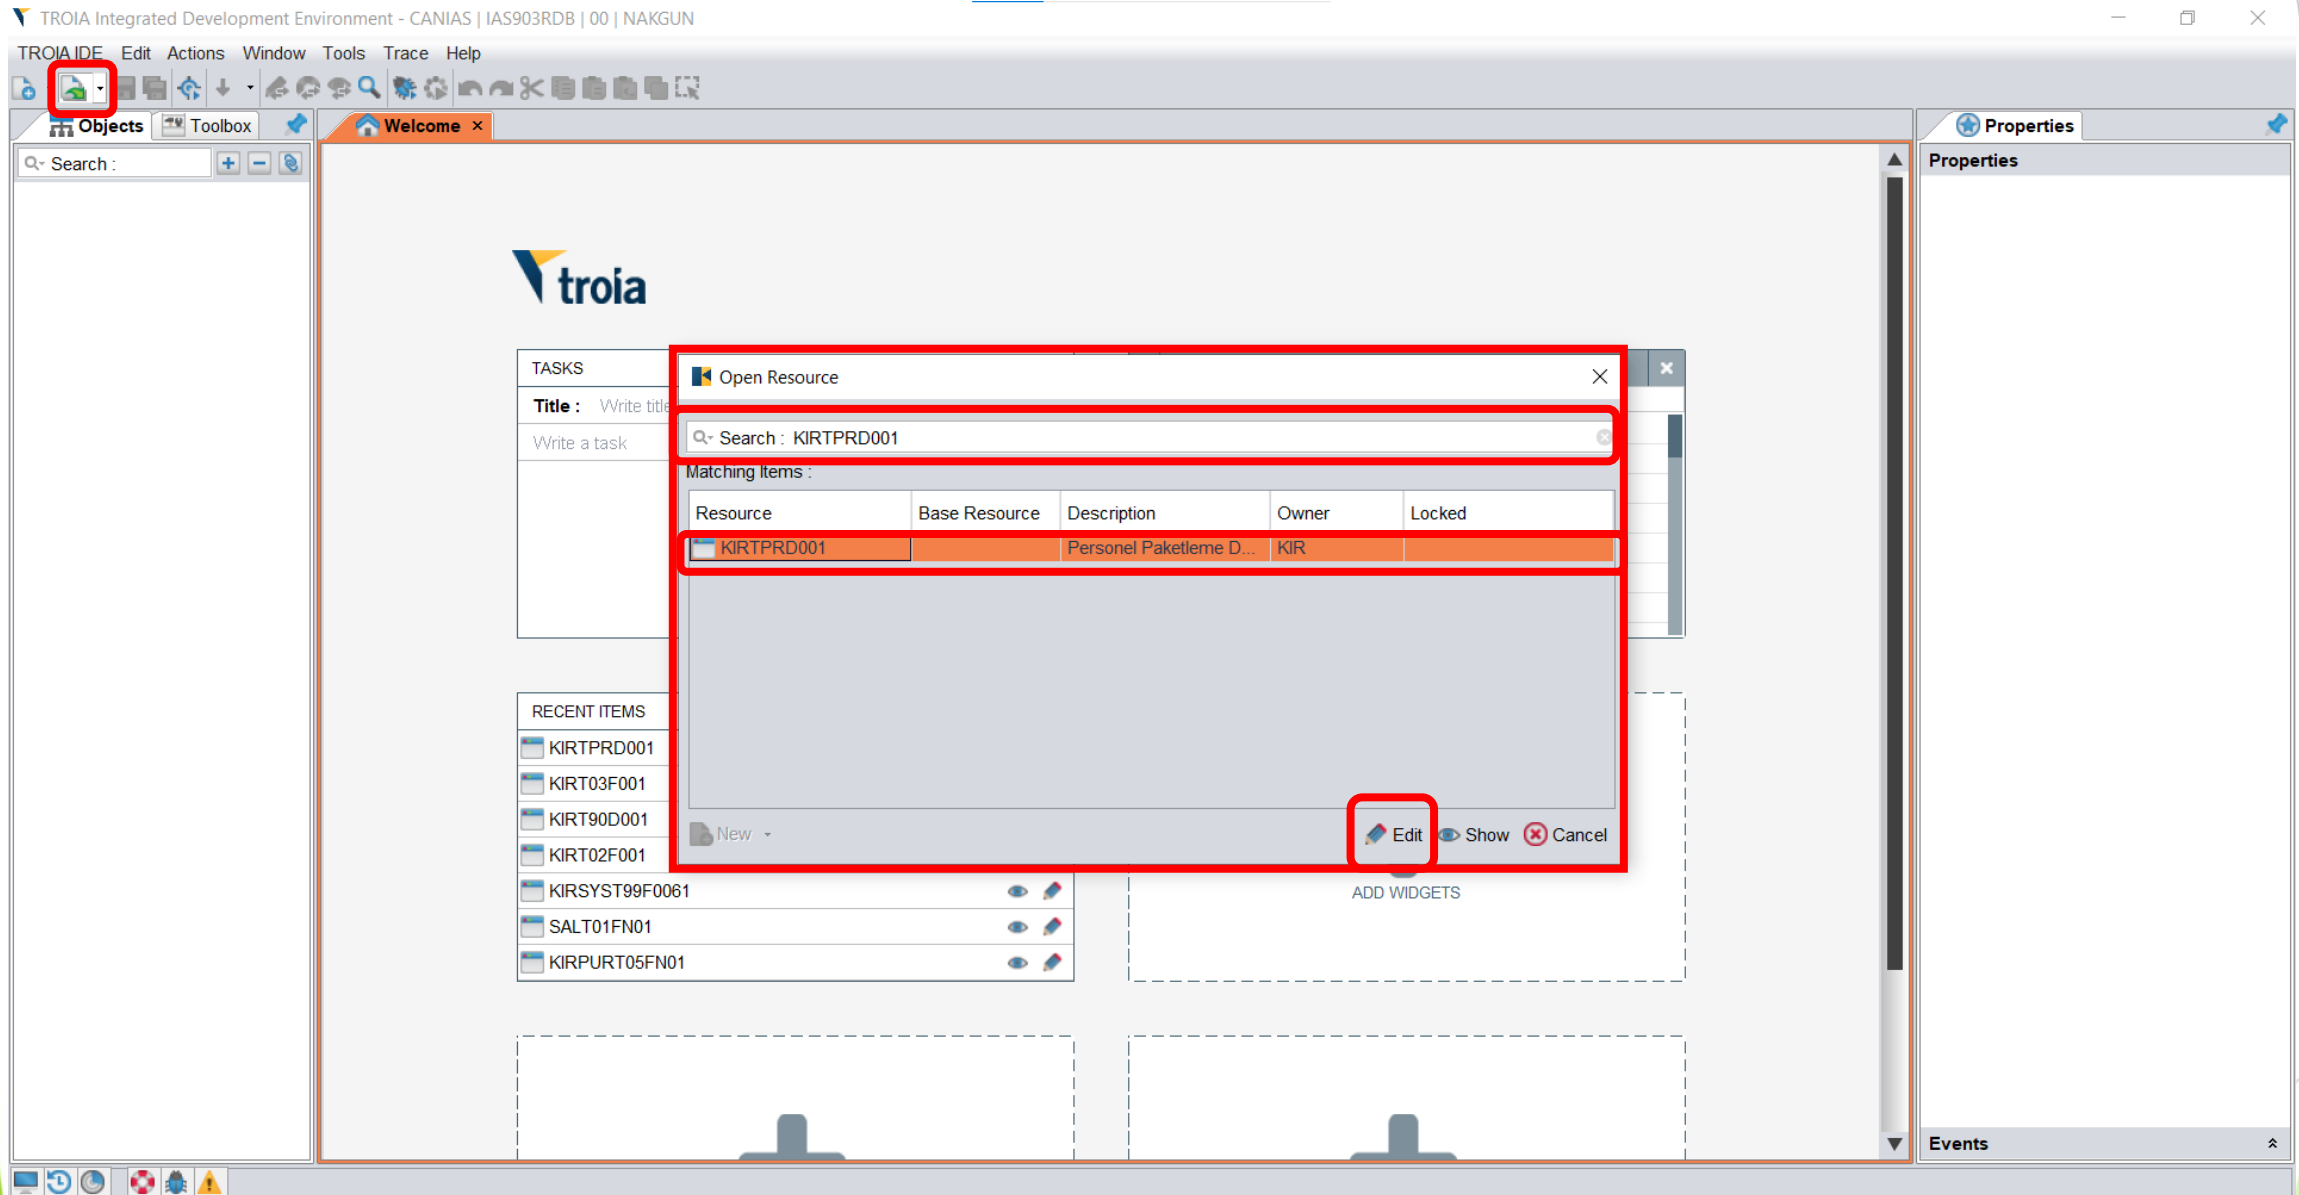 TROIA Integrated Development Environment - CANIAS | IAS903RDB | 00 | NAKGUN
TROIA IDE Edit Actions Window Tools Trace Help
Objects Toolbox Welcome × Properties
Search :
Properties
troia
TASKS
Title : Write title
Write a task
Open Resource
Search : KIRTPRD001
Matching Items :
Resource Base Resource Description Owner Locked
KIRTPRD001 Personel Paketleme D... KIR
New Edit Show Cancel
RECENT ITEMS
KIRTPRD001
KIRT03F001
KIRT90D001
KIRT02F001
KIRSYST99F0061
SALT01FN01
KIRPURT05FN01
ADD WIDGETS
Events